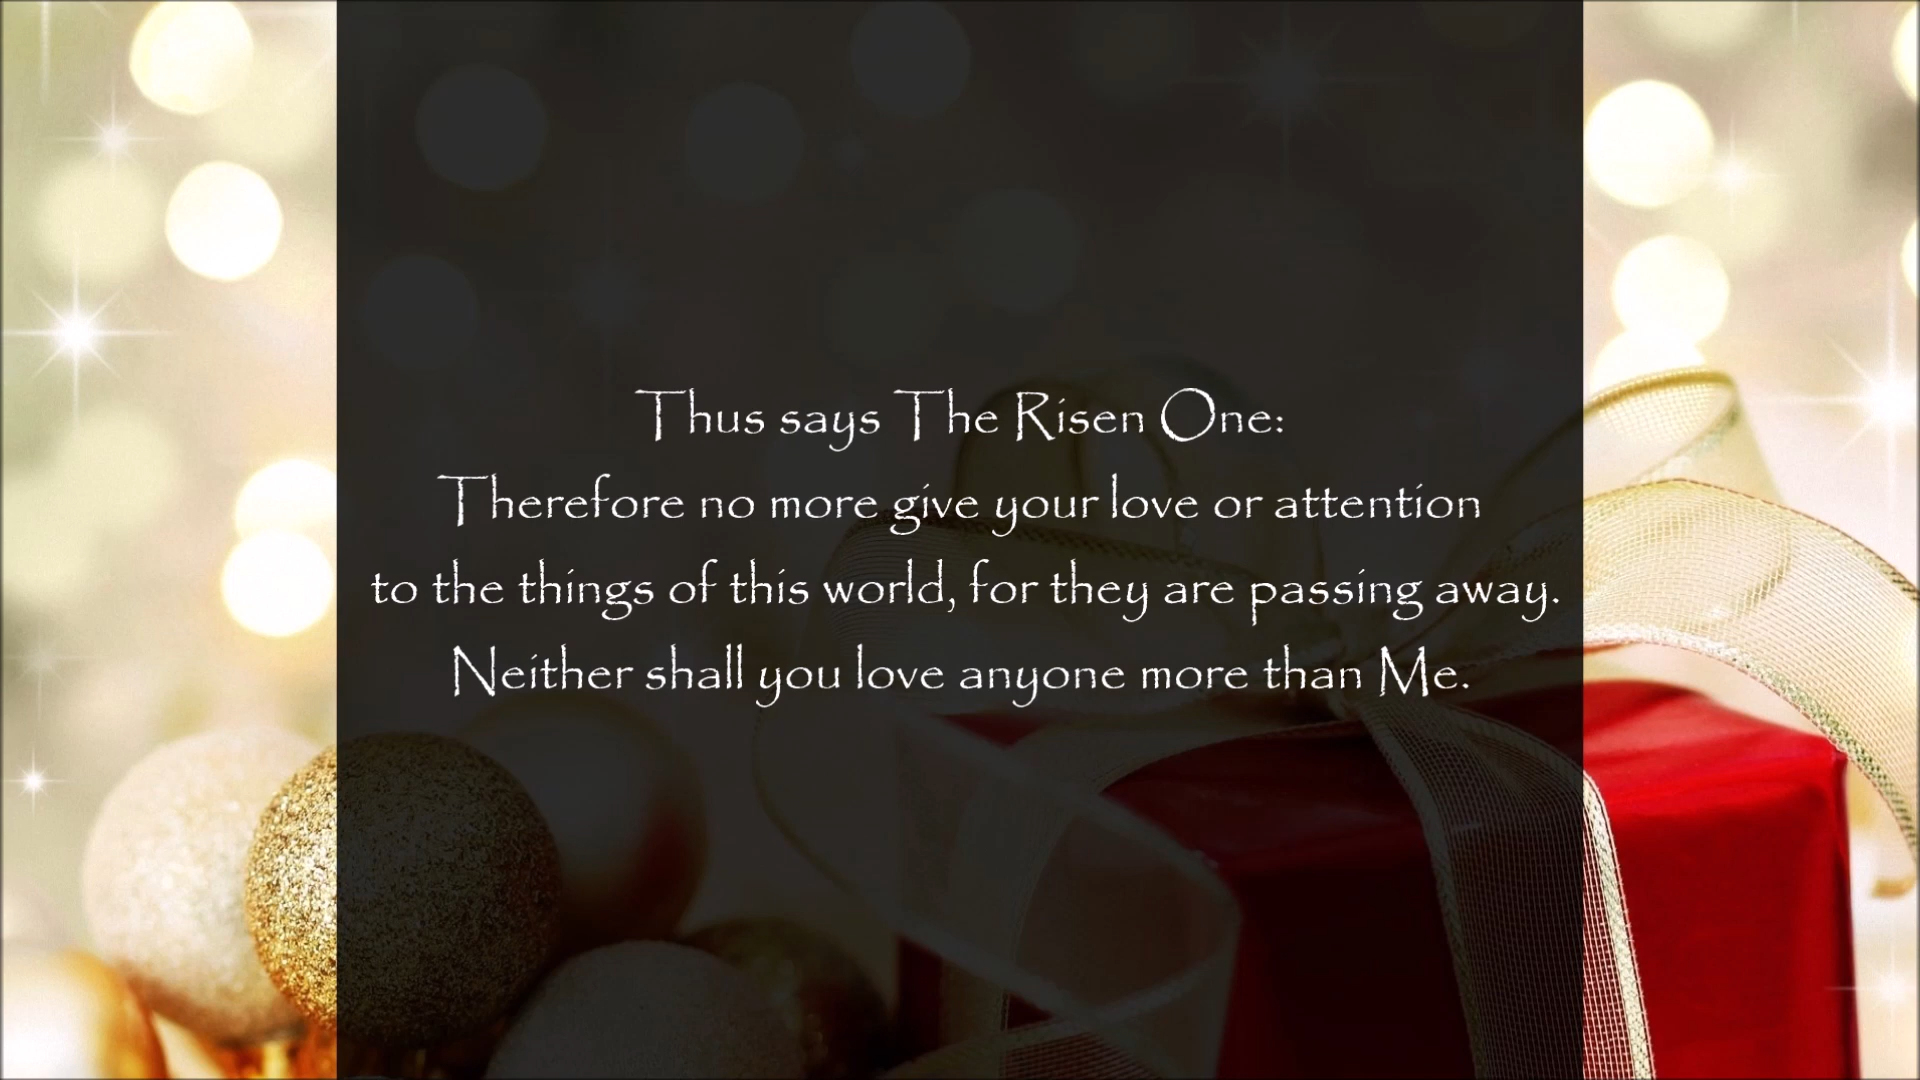 Thus says The Risen One:
Therefore no more give your love or attention
to the things of this world, for they are passing away.
Neither shall you love anyone more than Me.